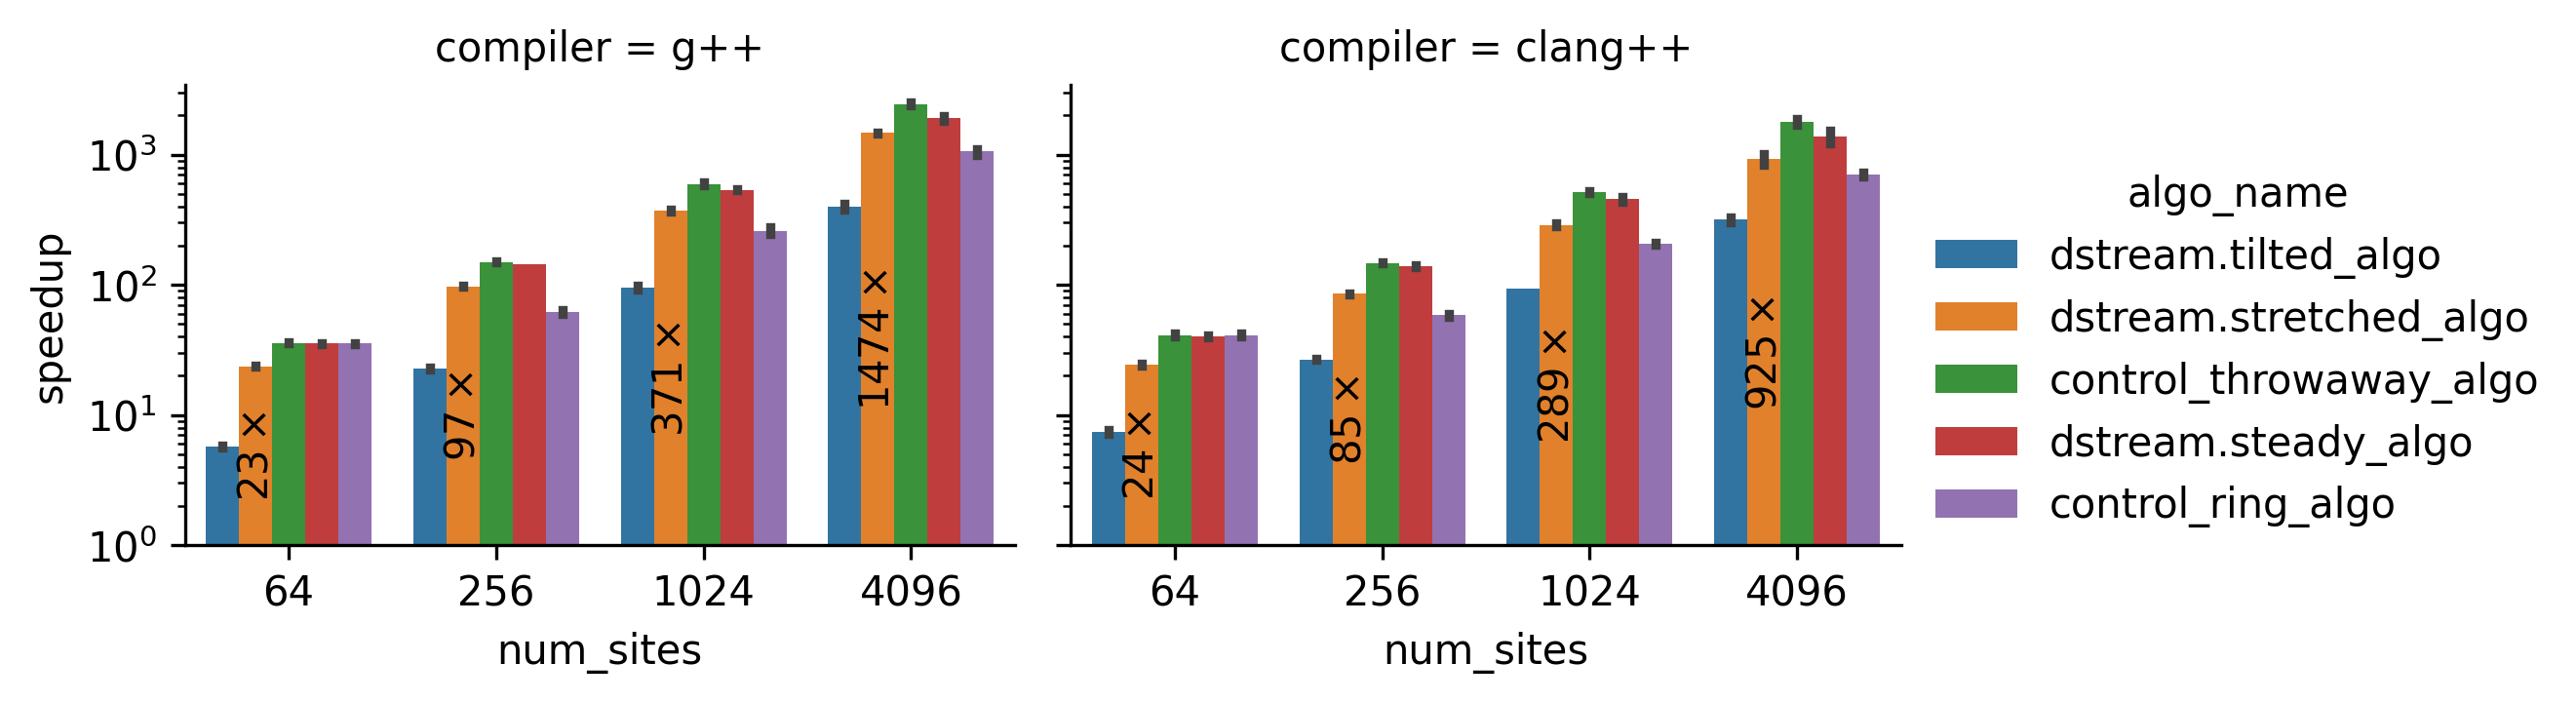 compiler = g++
compiler = clang++
speedup
10³
10²
10¹
10⁰
23 ×
97 ×
371 ×
1474 ×
24 ×
85 ×
289 ×
925 ×
64
256
1024
4096
64
256
1024
4096
num_sites
num_sites
algo_name
dstream.tilted_algo
dstream.stretched_algo
control_throwaway_algo
dstream.steady_algo
control_ring_algo